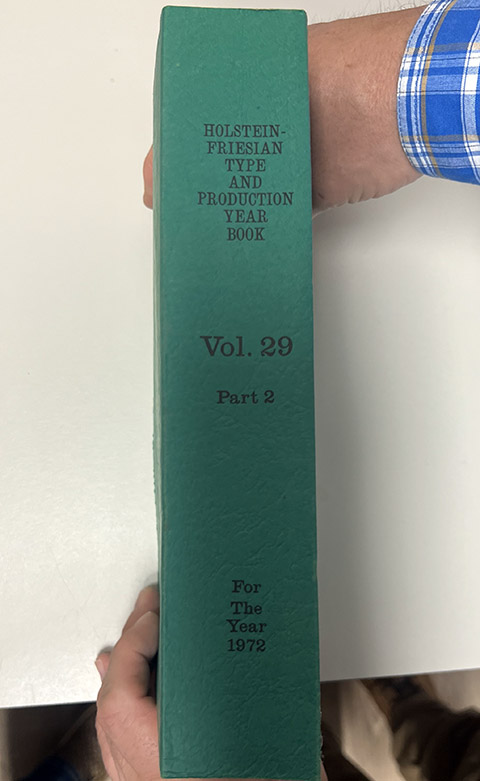 HOLSTEIN-
FRIESIAN
TYPE
AND
PRODUCTION
YEAR
BOOK
Vol. 29
Part 2
For
The
Year
1972